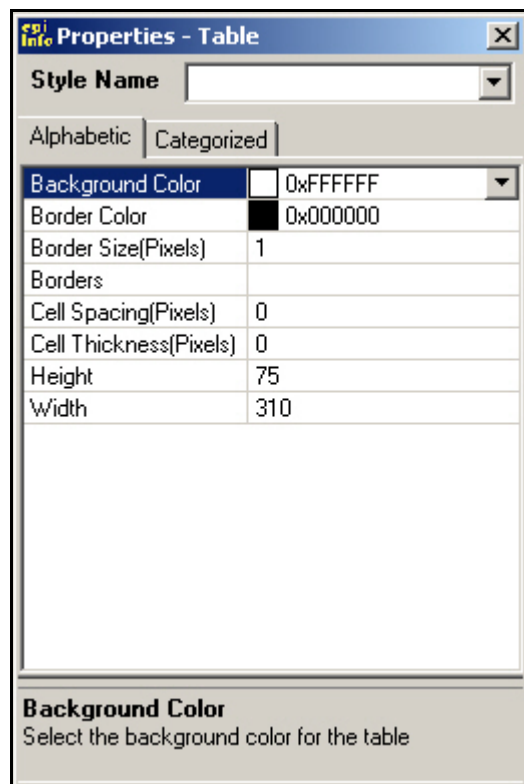 epi info Properties - Table
Style Name
Alphabetic Categorized
Background Color 0xFFFFFF
Border Color 0x000000
Border Size(Pixels) 1
Borders
Cell Spacing(Pixels) 0
Cell Thickness(Pixels) 0
Height 75
Width 310
Background Color
Select the background color for the table